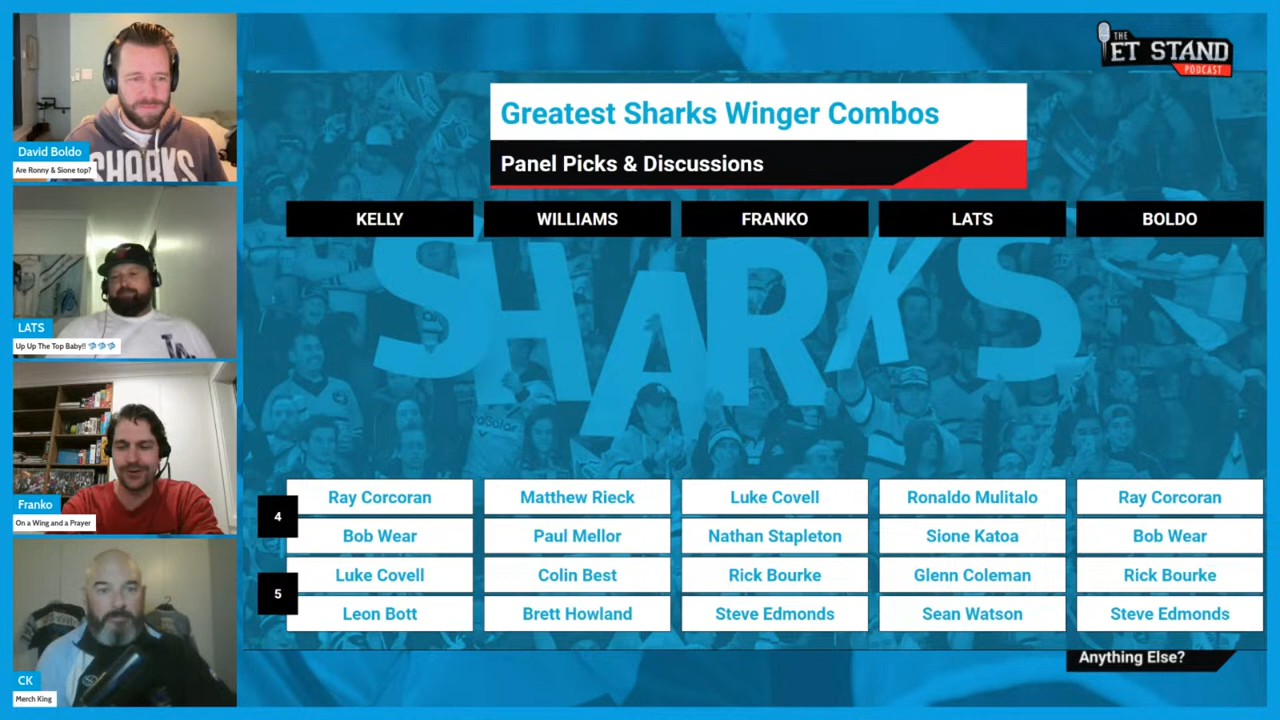 THE
ET STAND
PODCAST
Greatest Sharks Winger Combos
Panel Picks & Discussions
KELLY WILLIAMS FRANKO LATS BOLDO
SHARKS
4
Ray Corcoran Matthew Rieck Luke Covell Ronaldo Mulitalo Ray Corcoran
Bob Wear Paul Mellor Nathan Stapleton Sione Katoa Bob Wear
5
Luke Covell Colin Best Rick Bourke Glenn Coleman Rick Bourke
Leon Bott Brett Howland Steve Edmonds Sean Watson Steve Edmonds
Anything Else?
SHARKS
David Boldo
Are Ronny & Sione top?
LA
LATS
Up Up The Top Baby!! 🦈🦈🦈
Franko
On a Wing and a Prayer
CK
Merch King